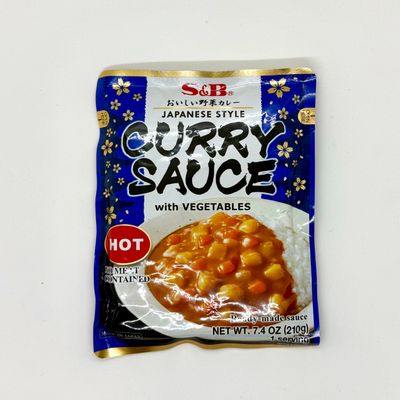 S&B®
おいしい野菜カレー
JAPANESE STYLE
CURRY
SAUCE
with VEGETABLES
HOT
NO MEAT
CONTAINED
Ready-made sauce
NET WT. 7.4 OZ (210g)
1 serving